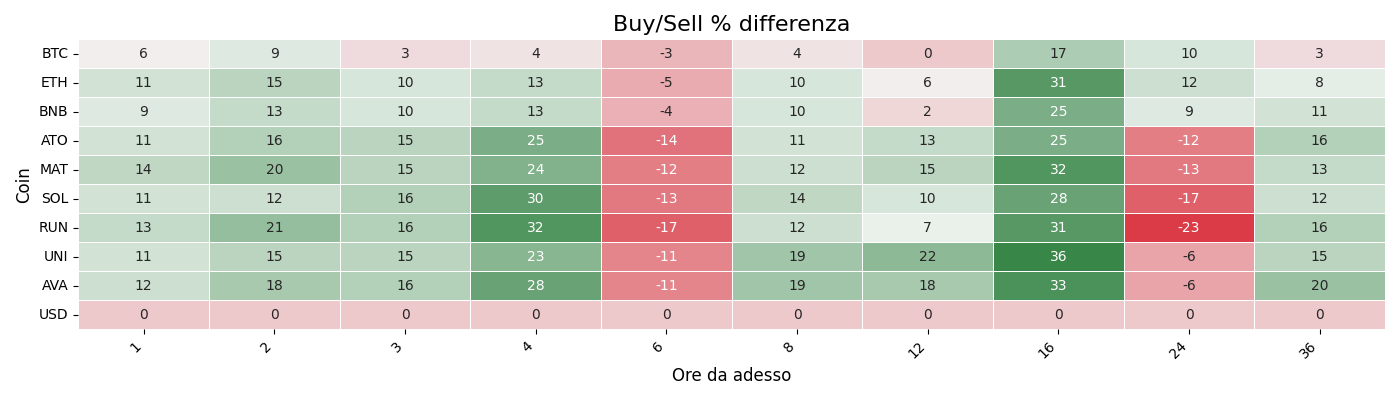 Buy/Sell % differenza
Coin
BTC 6 9 3 4 -3 4 0 17 10 3
ETH 11 15 10 13 -5 10 6 31 12 8
BNB 9 13 10 13 -4 10 2 25 9 11
ATO 11 16 15 25 -14 11 13 25 -12 16
MAT 14 20 15 24 -12 12 15 32 -13 13
SOL 11 12 16 30 -13 14 10 28 -17 12
RUN 13 21 16 32 -17 12 7 31 -23 16
UNI 11 15 15 23 -11 19 22 36 -6 15
AVA 12 18 16 28 -11 19 18 33 -6 20
USD 0 0 0 0 0 0 0 0 0 0
1 2 3 4 6 8 12 16 24 36
Ore da adesso